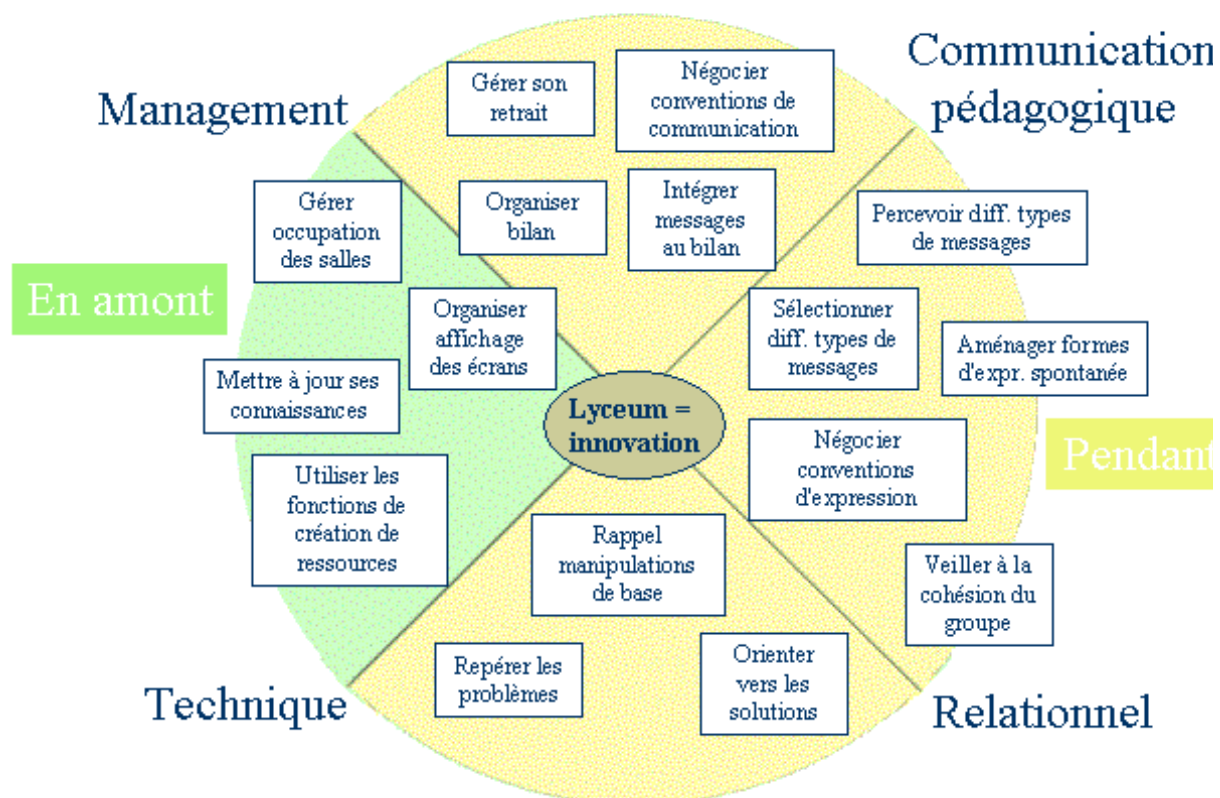 Management
Communication
pédagogique
Gérer son
retrait
Négocier
conventions de
communication
Organiser
bilan
Intégrer
messages
au bilan
Gérer
occupation
des salles
Percevoir diff. types
de messages
En amont
Organiser
affichage
des écrans
Sélectionner
diff. types de
messages
Aménager formes
d'expr. spontanée
Mettre à jour ses
connaissances
Lyceum =
innovation
Négocier
conventions
d'expression
Pendant
Utiliser les
fonctions de
création de
ressources
Rappel
manipulations
de base
Veiller à la
cohésion du
groupe
Repérer les
problèmes
Orienter
vers les
solutions
Technique
Relationnel